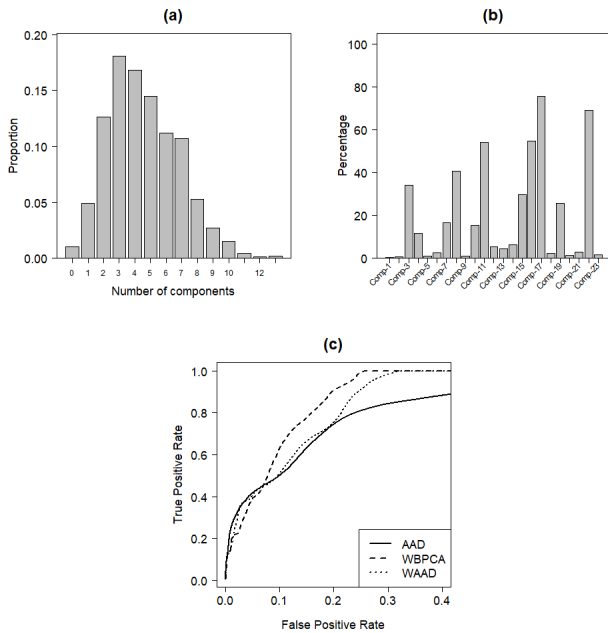 (a)
0.20
0.15
0.10
0.05
0.00
Proportion
0 1 2 3 4 5 6 7 8 9 10 12
Number of components
(b)
100
80
60
40
20
0
Percentage
Comp-1 Comp-3 Comp-5 Comp-7 Comp-9 Comp-11 Comp-13 Comp-15 Comp-17 Comp-19 Comp-21 Comp-23
(c)
1.0
0.8
0.6
0.4
0.2
0.0
True Positive Rate
AAD
WBPCA
WAAD
0.0 0.1 0.2 0.3 0.4
False Positive Rate